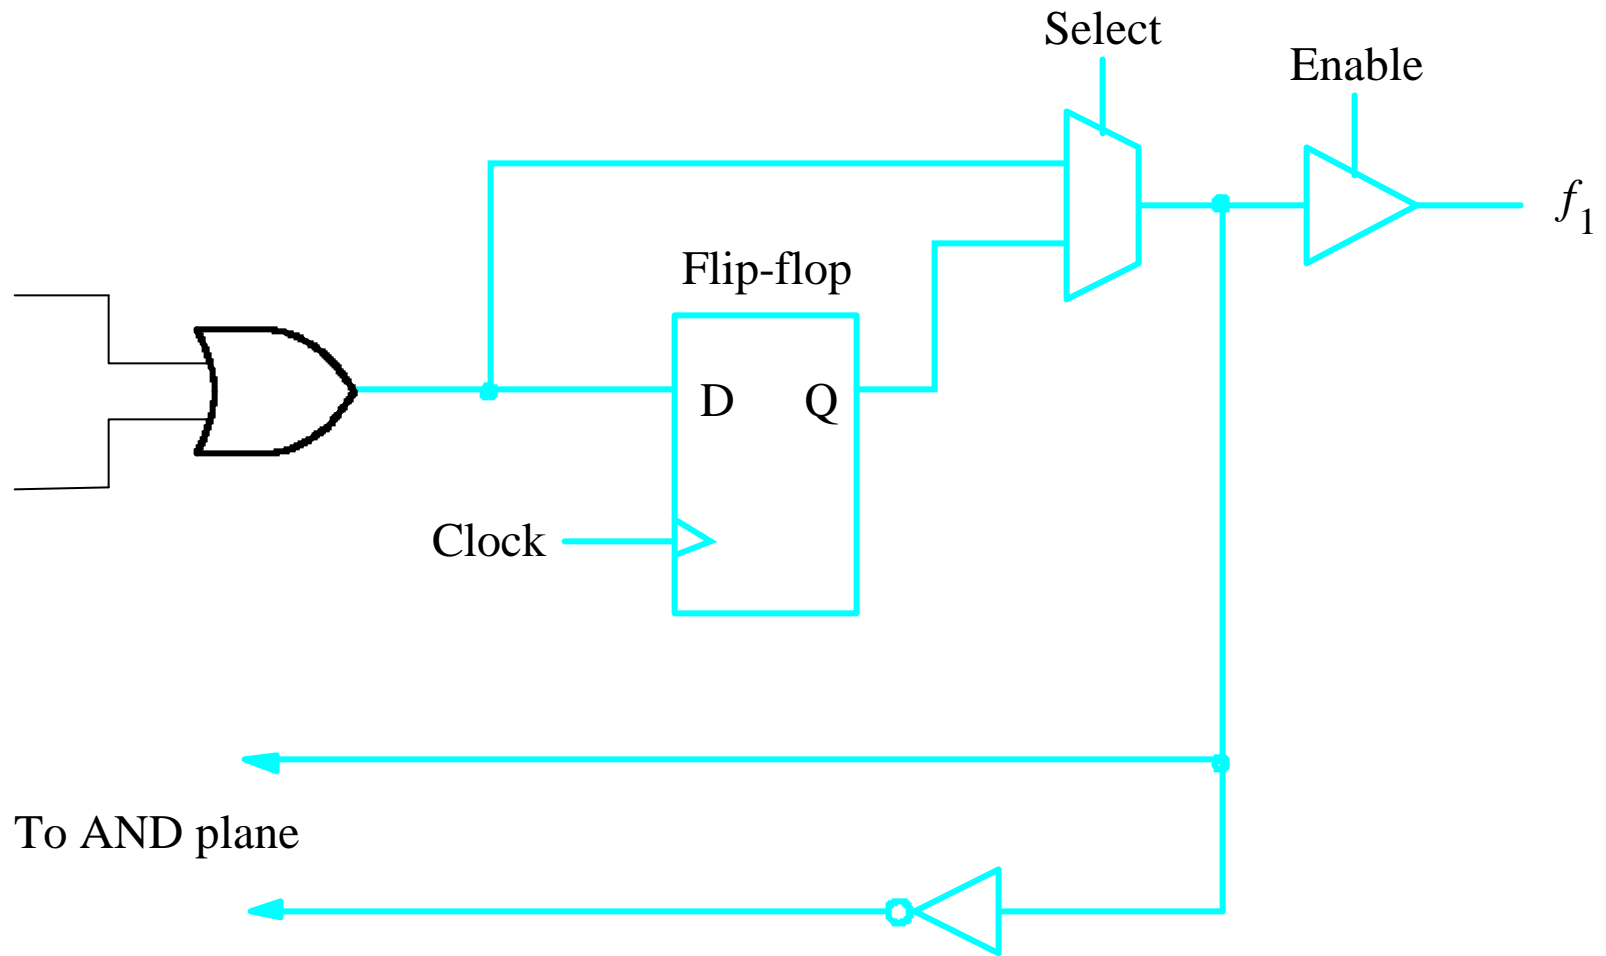 Select
Enable
f1
Flip-flop
D Q
Clock
To AND plane